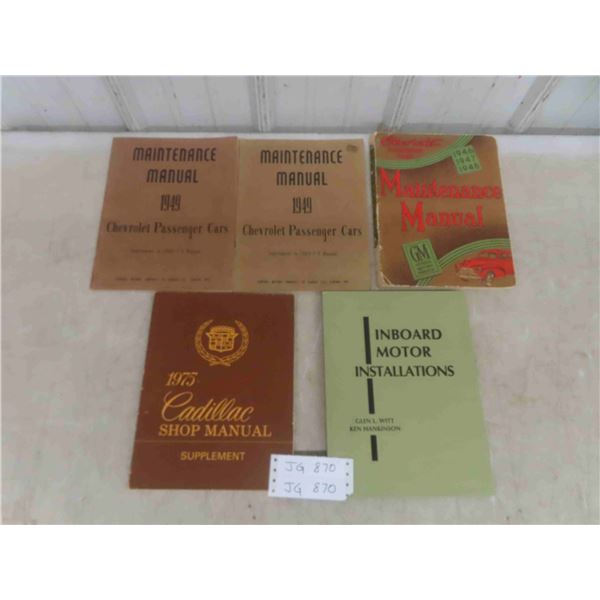 MAINTENANCE
MANUAL
1949
Chevrolet Passenger Cars
MAINTENANCE
MANUAL
1949
Chevrolet Passenger Cars
1946
1947
1948
Maintenance
Manual
GM
1975
Cadillac
SHOP MANUAL
SUPPLEMENT
INBOARD
MOTOR
INSTALLATIONS
GLEN L. WITT
KEN HANKINSON
JG 870
JG 870